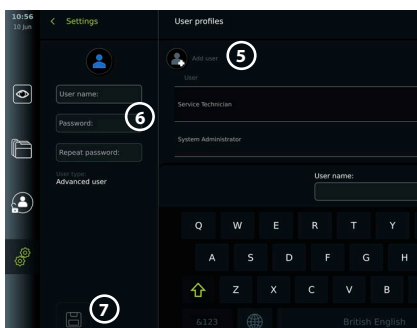 10:56
10 Jun
Settings
User profiles
Add user
5
User
User name:
Service Technician
Password:
6
System Administrator
Repeat password:
User type:
Advanced user
User name:
Q W E R T Y
A S D F G H
Z X C V B
7
6123
British English